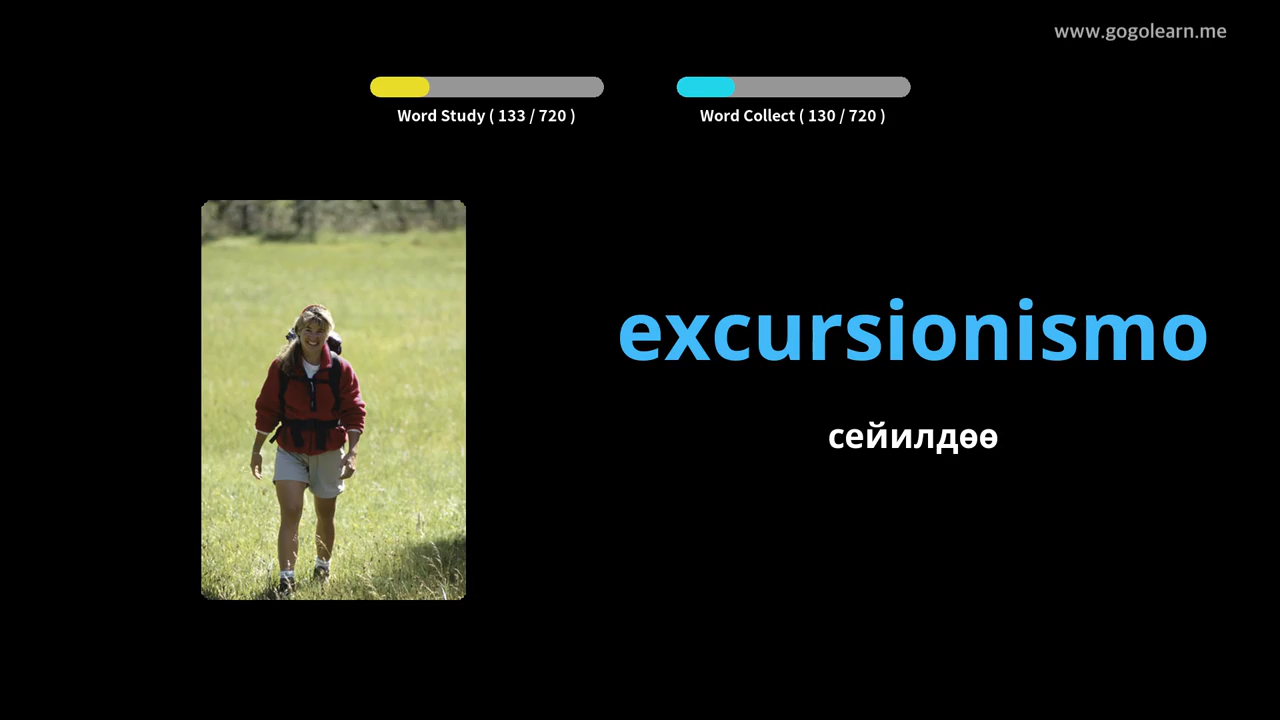 www.gogolearn.me
Word Study ( 133 / 720 )
Word Collect ( 130 / 720 )
excursionismo
сейилдөө